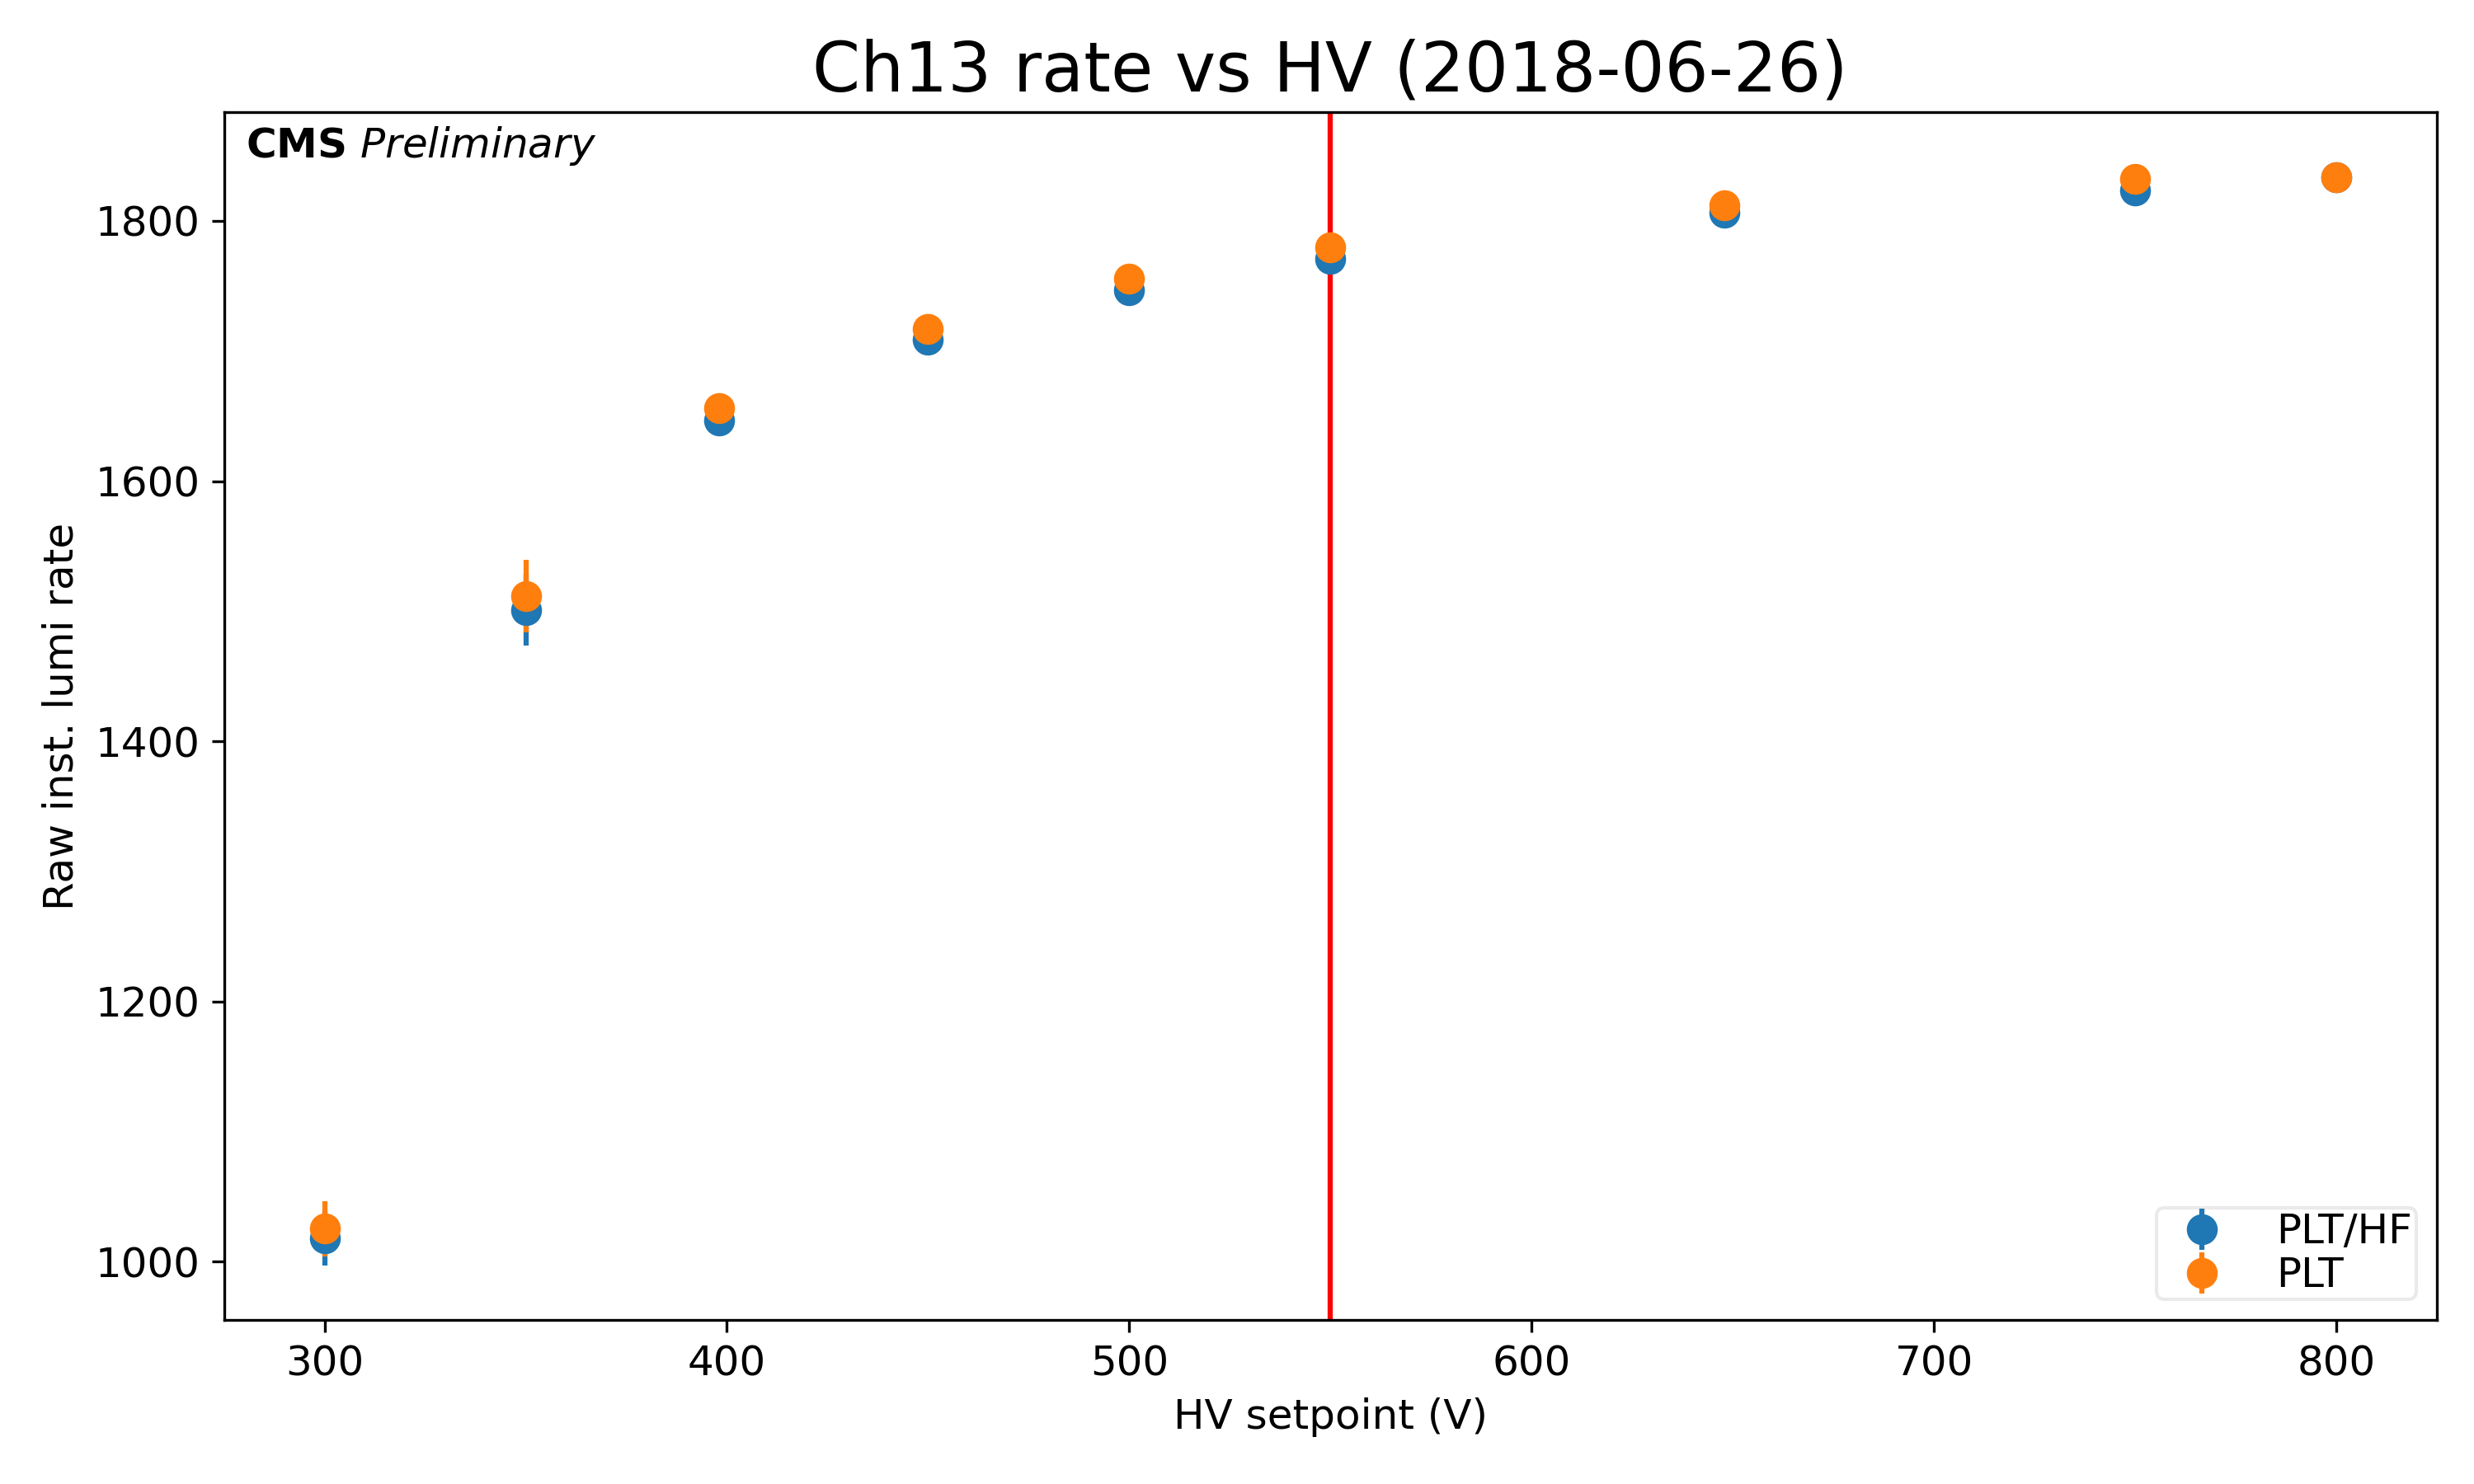 Ch13 rate vs HV (2018-06-26)
CMS Preliminary
1800
1600
1400
1200
1000
Raw inst. lumi rate
PLT/HF
PLT
300 400 500 600 700 800
HV setpoint (V)